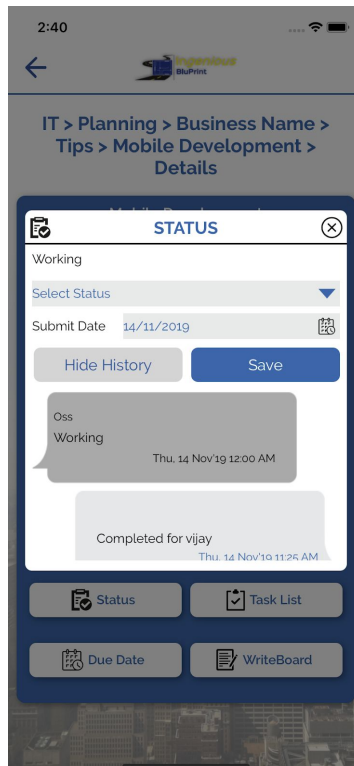 2:40
Ingenious
BluPrint
IT > Planning > Business Name >
Tips > Mobile Development >
Details
STATUS
Working
Select Status
Submit Date 14/11/2019
Hide History Save
Oss
Working
Thu, 14 Nov'19 12:00 AM
Completed for vijay
Thu, 14 Nov'19 11:25 AM
Status Task List
Due Date WriteBoard